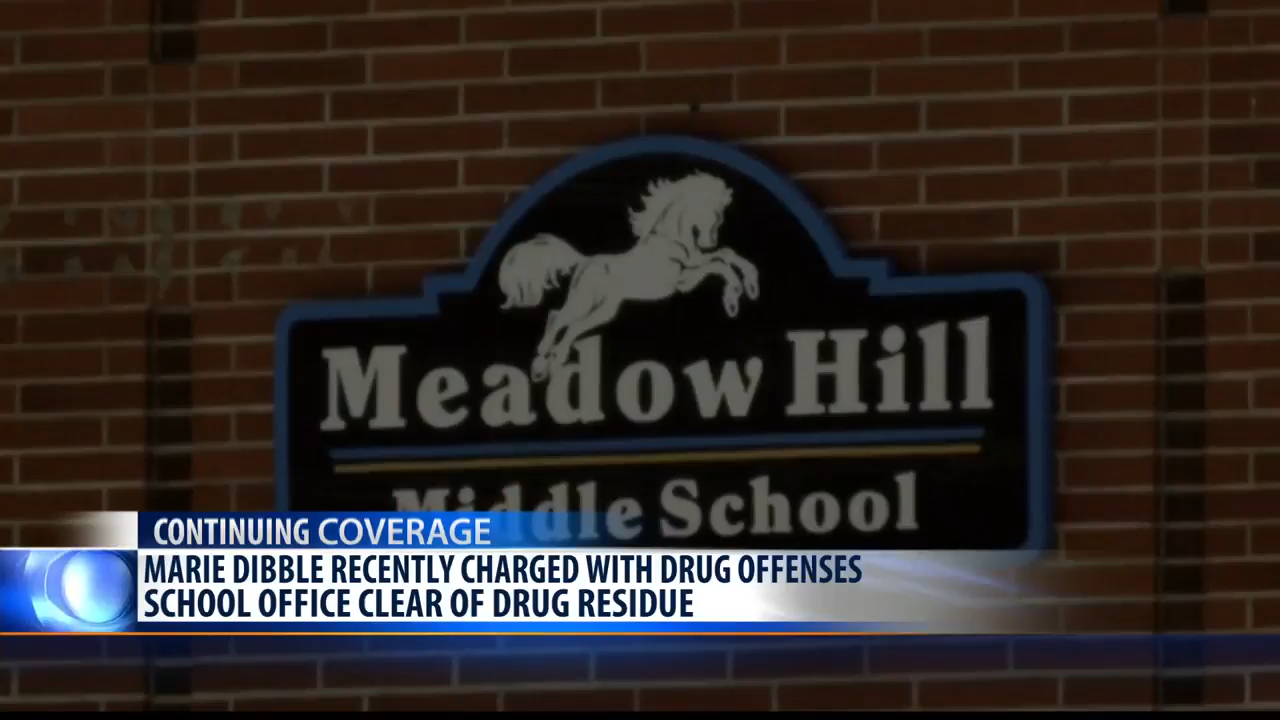 Meadow Hill
Middle School
CONTINUING COVERAGE
MARIE DIBBLE RECENTLY CHARGED WITH DRUG OFFENSES
SCHOOL OFFICE CLEAR OF DRUG RESIDUE